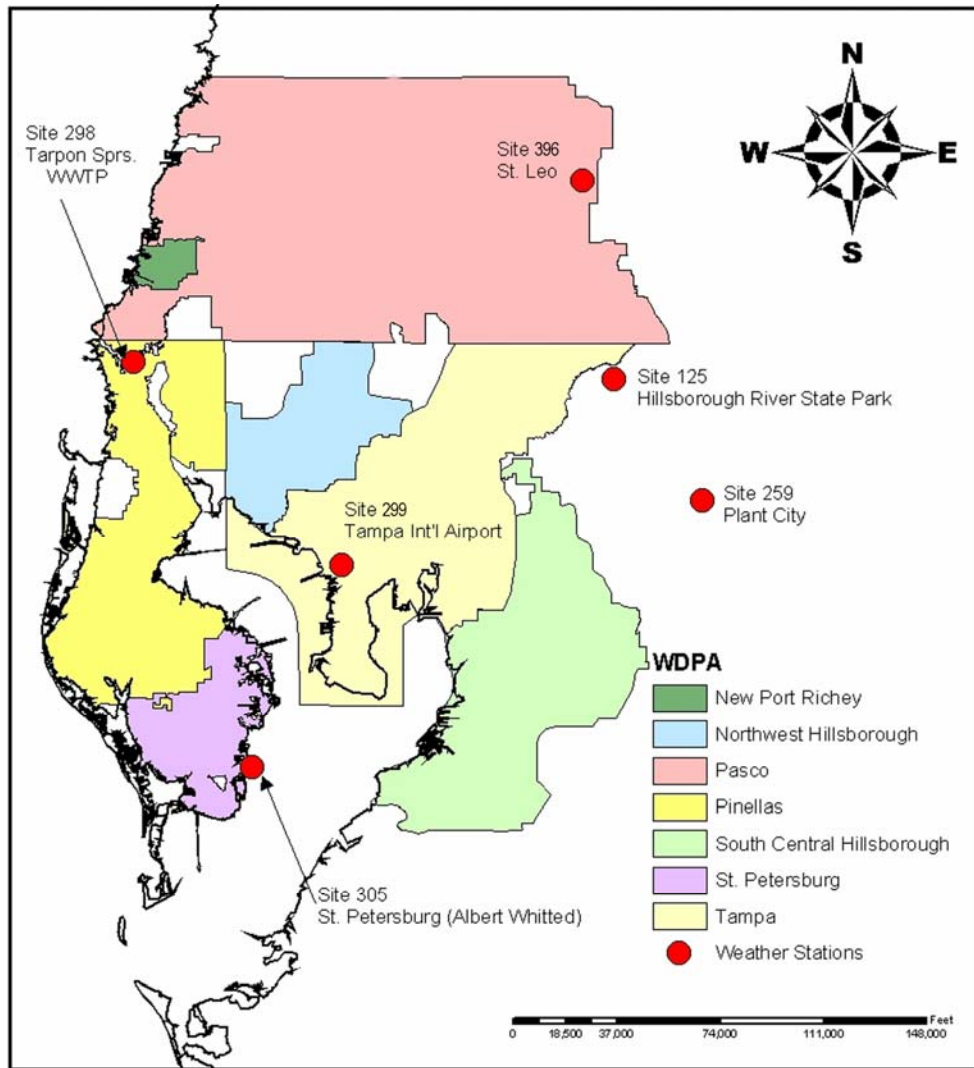 N
W
E
S
Site 298
Tarpon Sprs.
WWTP
Site 396
St. Leo
Site 125
Hillsborough River State Park
Site 259
Plant City
Site 299
Tampa Int'l Airport
WDPA
New Port Richey
Northwest Hillsborough
Pasco
Pinellas
South Central Hillsborough
St. Petersburg
Tampa
Weather Stations
Site 305
St. Petersburg (Albert Whitted)
Feet
0 18,500 37,000 74,000 111,000 148,000